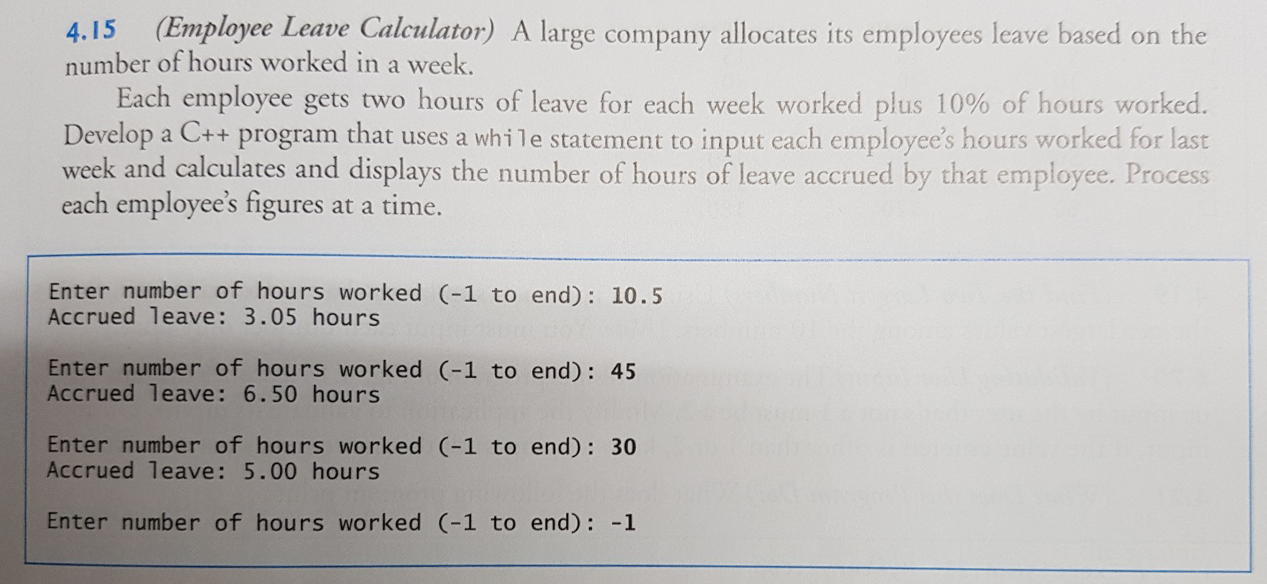 4.15 (Employee Leave Calculator) A large company allocates its employees leave based on the
number of hours worked in a week.
Each employee gets two hours of leave for each week worked plus 10% of hours worked.
Develop a C++ program that uses a while statement to input each employee's hours worked for last
week and calculates and displays the number of hours of leave accrued by that employee. Process
each employee's figures at a time.
Enter number of hours worked (-1 to end): 10.5
Accrued leave: 3.05 hours
Enter number of hours worked (-1 to end): 45
Accrued leave: 6.50 hours
Enter number of hours worked (-1 to end): 30
Accrued leave: 5.00 hours
Enter number of hours worked (-1 to end): -1